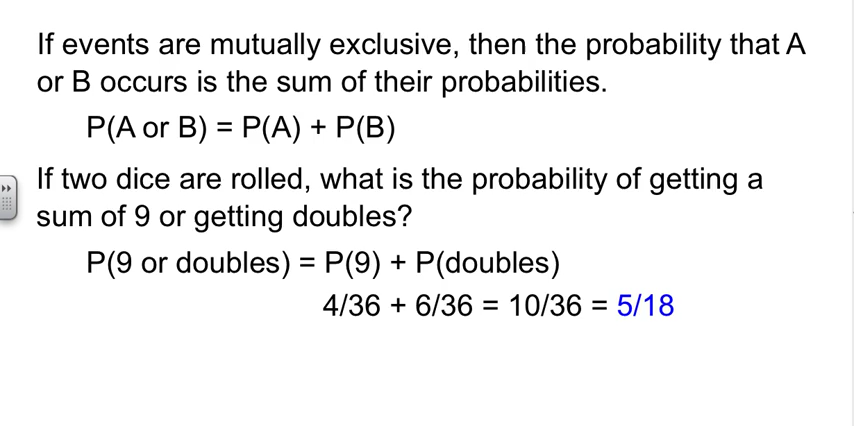 If events are mutually exclusive, then the probability that A
or B occurs is the sum of their probabilities.
P(A or B) = P(A) + P(B)
If two dice are rolled, what is the probability of getting a
sum of 9 or getting doubles?
P(9 or doubles) = P(9) + P(doubles)
4/36 + 6/36 = 10/36 = 5/18